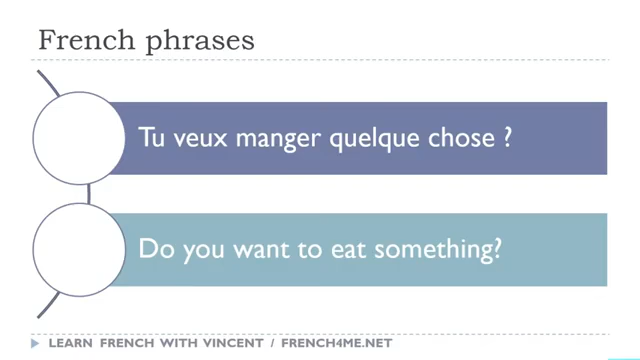 French phrases
Tu veux manger quelque chose ?
Do you want to eat something?
LEARN FRENCH WITH VINCENT / FRENCH4ME.NET